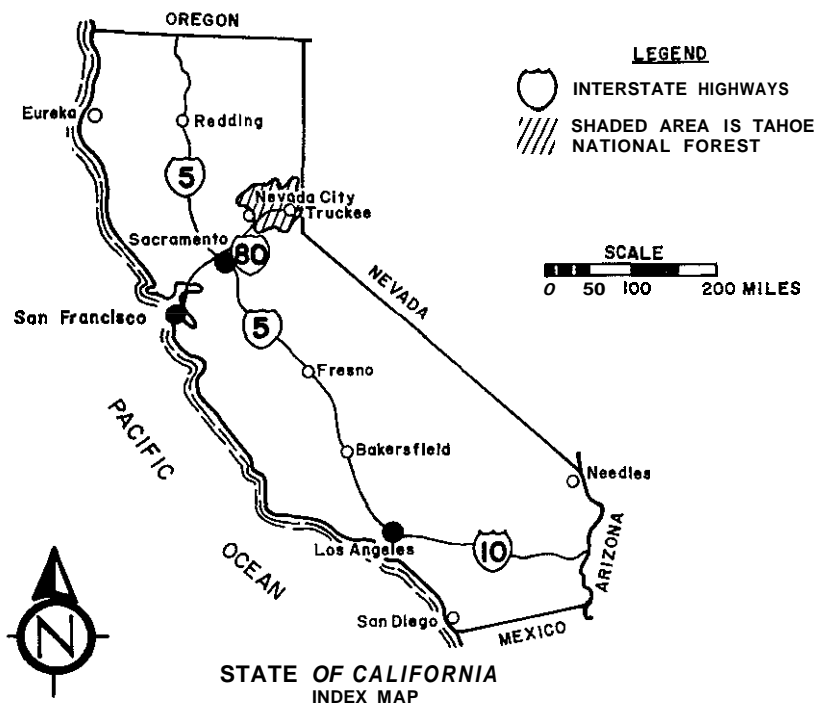 OREGON
LEGEND
INTERSTATE HIGHWAYS
SHADED AREA IS TAHOE
NATIONAL FOREST
Eureka
Redding
5
Nevada City
Truckee
Sacramento
80
SCALE
0 50 100 200 MILES
NEVADA
San Francisco
5
Fresno
PACIFIC
OCEAN
Bakersfield
Needles
Los Angeles
10
ARIZONA
San Diego
MEXICO
N
STATE OF CALIFORNIA
INDEX MAP